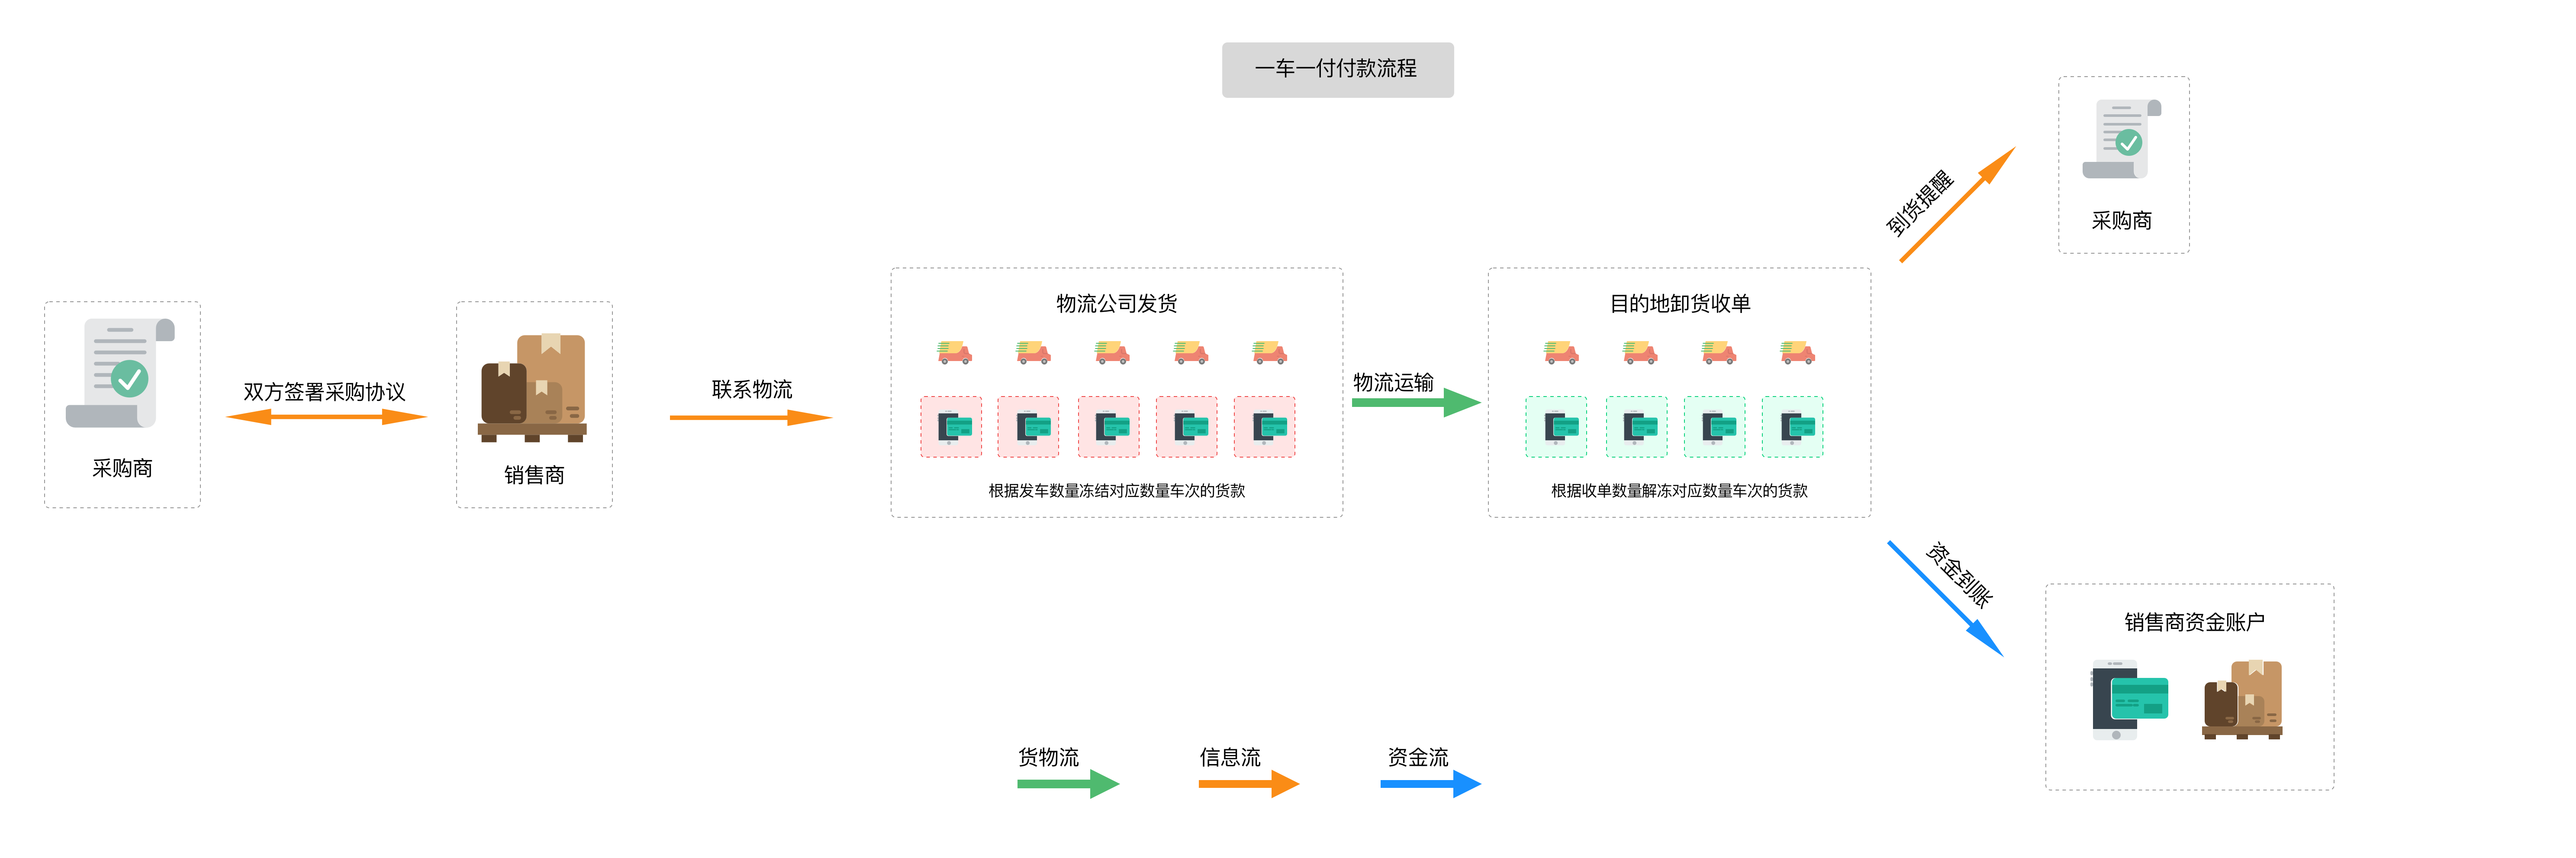 一车一付付款流程
采购商
双方签署采购协议
销售商
联系物流
物流公司发货
根据发车数量冻结对应数量车次的货款
物流运输
目的地卸货收单
根据收单数量解冻对应数量车次的货款
到货提醒
采购商
资金到账
销售商资金账户
货物流
信息流
资金流